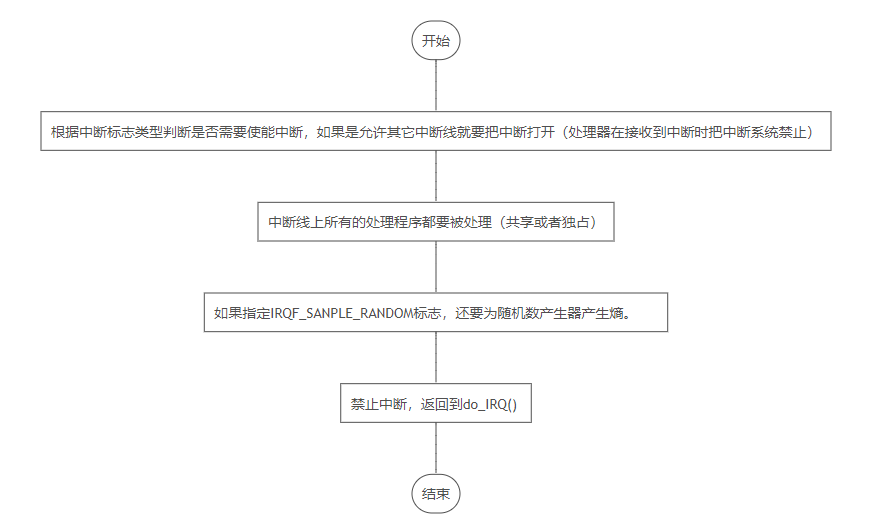 开始
根据中断标志类型判断是否需要使能中断，如果是允许其它中断线就要把中断打开（处理器在接收到中断时把中断系统禁止）
中断线上所有的处理程序都要被处理（共享或者独占）
如果指定IRQF_SANPLE_RANDOM标志，还要为随机数产生器产生熵。
禁止中断，返回到do_IRQ()
结束